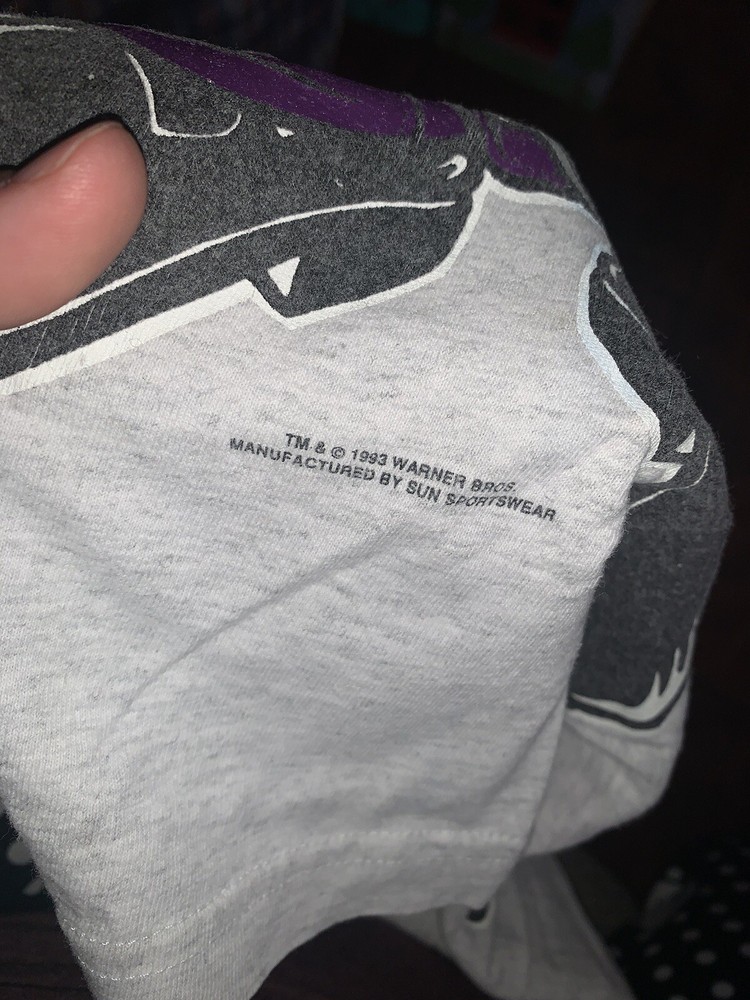 TM & © 1993 WARNER BROS.
MANUFACTURED BY SUN SPORTSWEAR